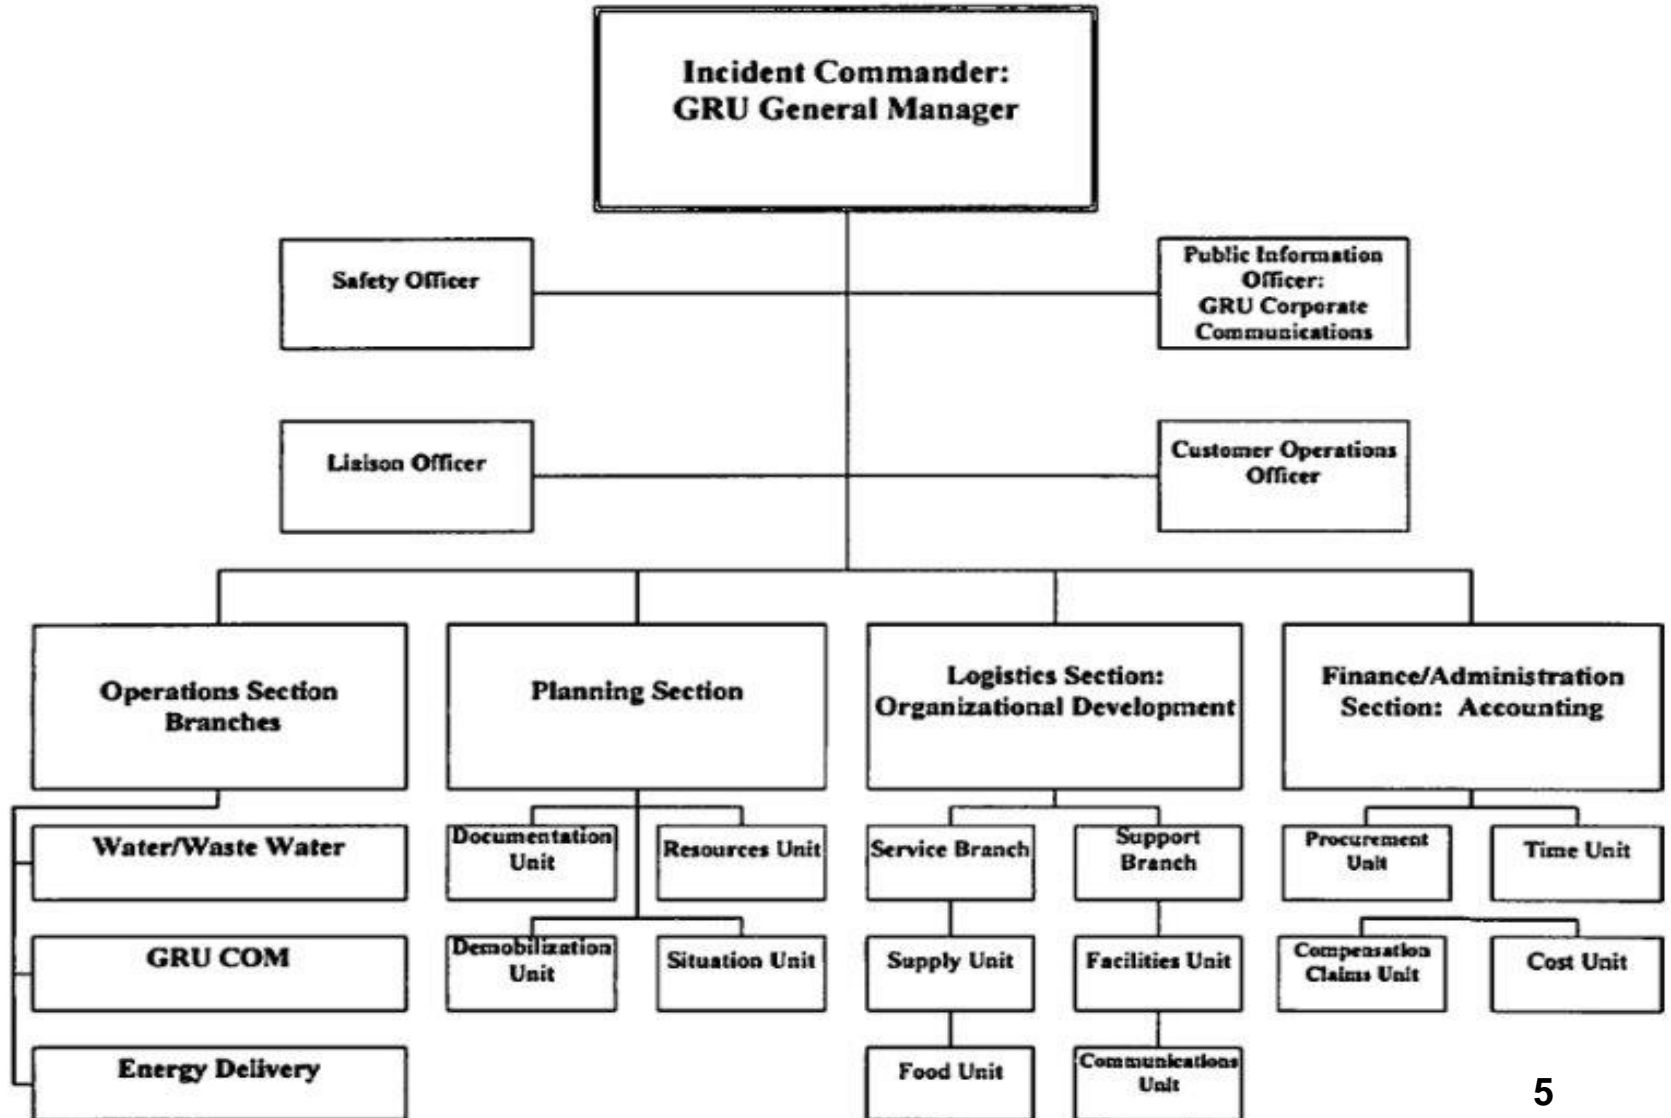 Incident Commander:
GRU General Manager
Safety Officer
Public Information
Officer:
GRU Corporate
Communications
Liaison Officer
Customer Operations
Officer
Operations Section
Branches
Planning Section
Logistics Section:
Organizational Development
Finance/Administration
Section: Accounting
Water/Waste Water
Documentation
Unit
Resources Unit
Service Branch
Support
Branch
Procurement
Unit
Time Unit
GRU COM
Demobilization
Unit
Situation Unit
Supply Unit
Facilities Unit
Compensation
Claims Unit
Cost Unit
Energy Delivery
Food Unit
Communications
Unit
5